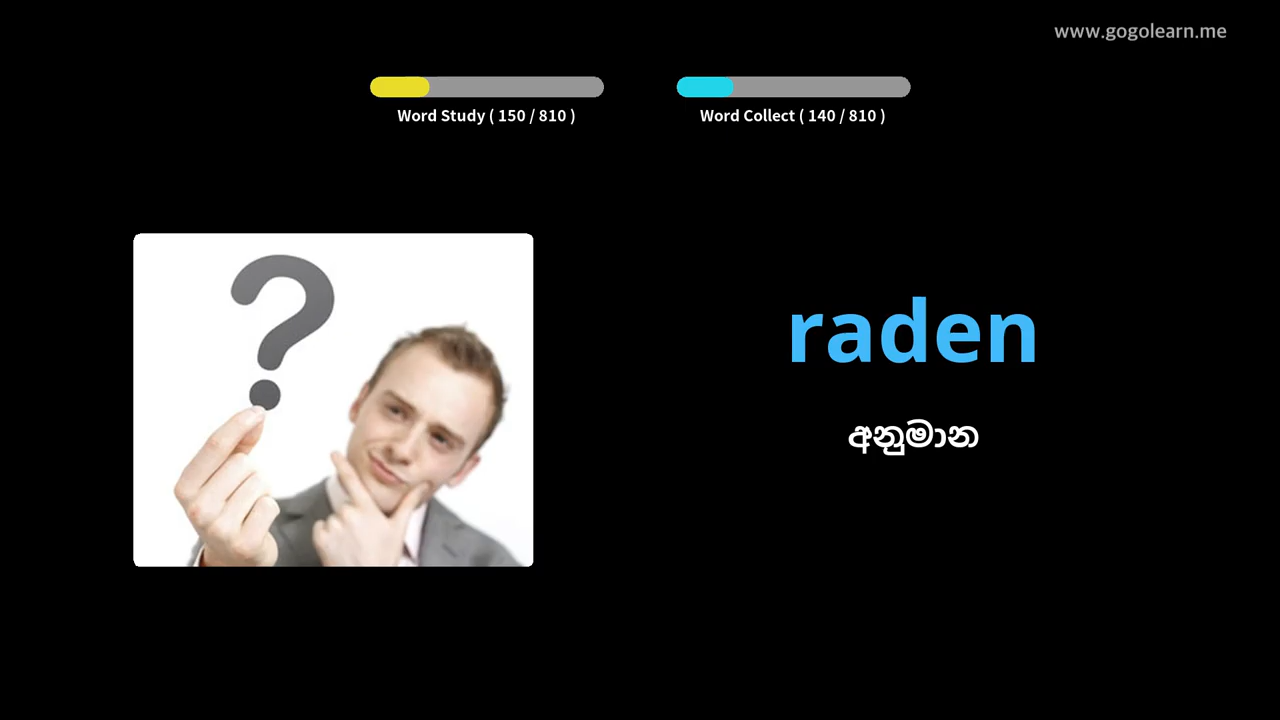 www.gogolearn.me
Word Study ( 150 / 810 )
Word Collect ( 140 / 810 )
?
raden
අනුමාන